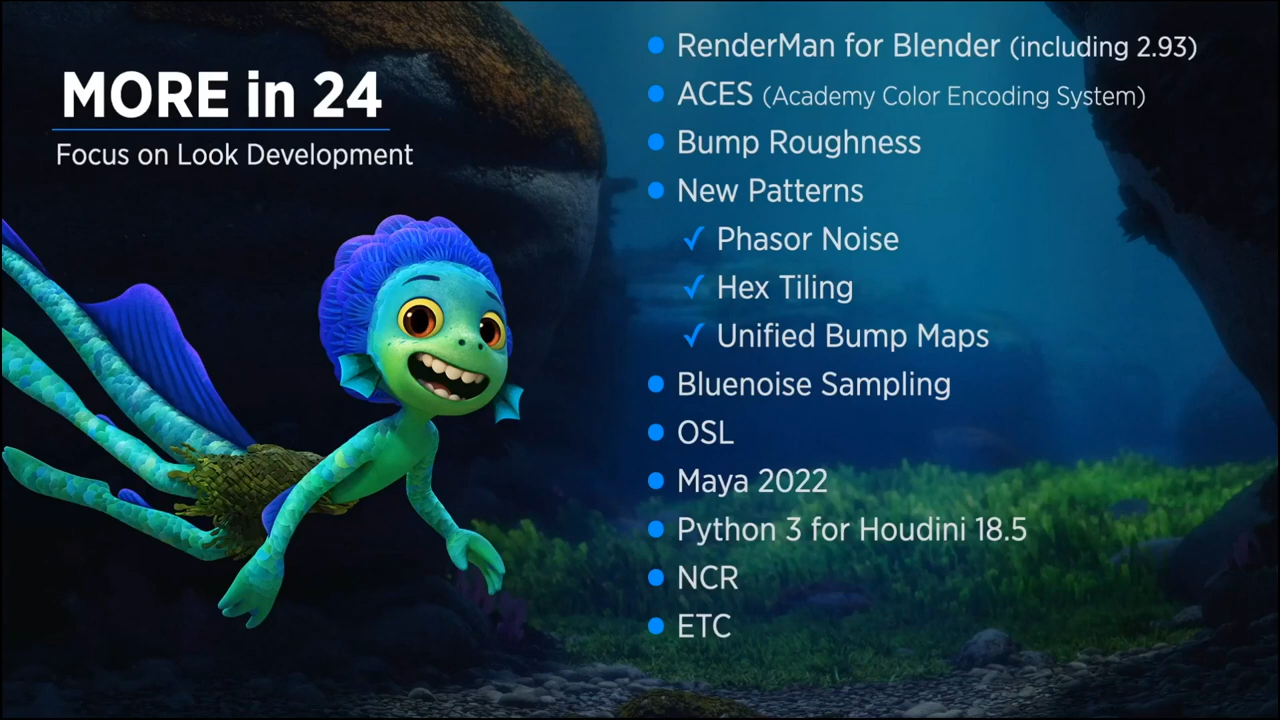 MORE in 24
Focus on Look Development
RenderMan for Blender (including 2.93)
ACES (Academy Color Encoding System)
Bump Roughness
New Patterns
Phasor Noise
Hex Tiling
Unified Bump Maps
Bluenoise Sampling
OSL
Maya 2022
Python 3 for Houdini 18.5
NCR
ETC